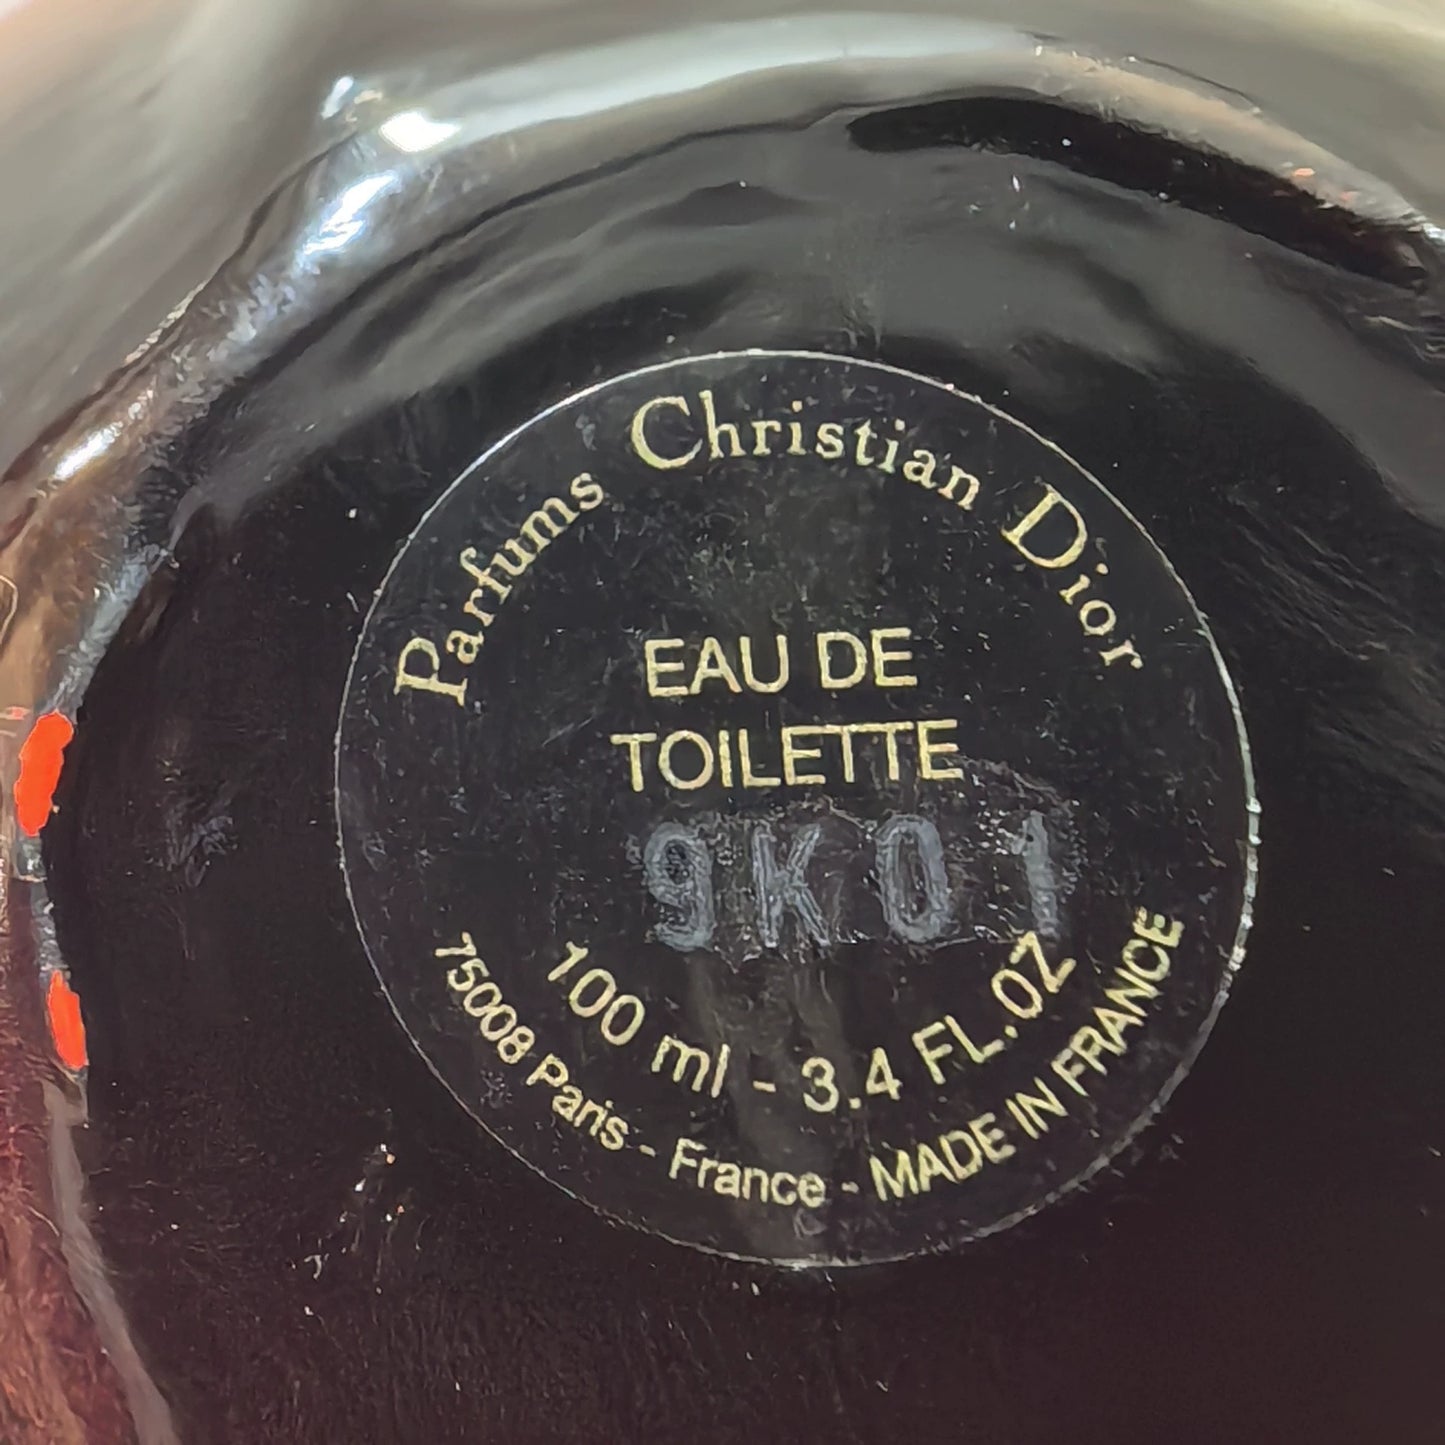 Parfums Christian Dior
EAU DE
TOILETTE
9K01
100 ml - 3.4 FL.OZ
75008 Paris - France - MADE IN FRANCE